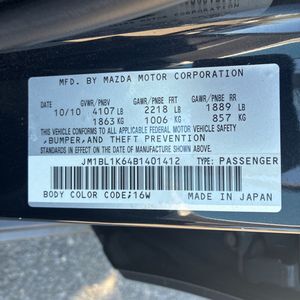 MFD. BY MAZDA MOTOR CORPORATION
GVWR/PNBV GAWR/PNBE FRT GAWR/PNBE RR
10/10 4107LB 2218 LB 1889 LB
1863 KG 1006 KG 857 KG
THIS VEHICLE CONFORMS TO ALL APPLICABLE FEDERAL MOTOR VEHICLE SAFETY,
BUMPER, AND THEFT PREVENTION
STANDARDS IN EFFECT ON THE DATE OF MANUFACTURE SHOWN ABOVE.
JM1BL1K64B1401412 TYPE: PASSENGER
BODY COLOR CODE;16W MADE IN JAPAN